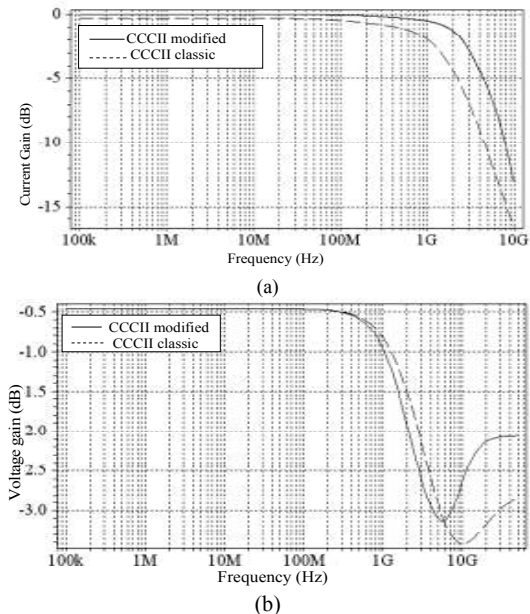 0
-5
-10
-15
Current Gain (dB)
CCCII modified
CCCII classic
100k 1M 10M 100M 1G 10G
Frequency (Hz)
(a)
-0.5
-1.0
-1.5
-2.0
-2.5
-3.0
Voltage gain (dB)
CCCII modified
CCCII classic
100k 1M 10M 100M 1G 10G
Frequency (Hz)
(b)